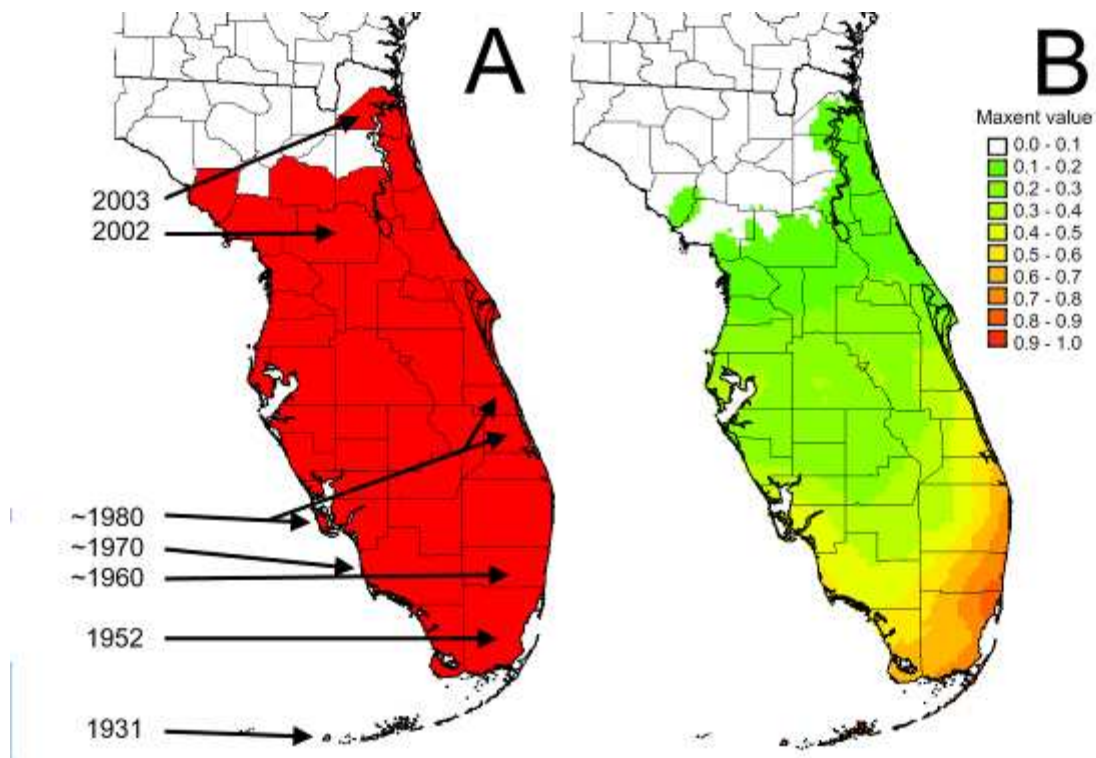 A
2003
2002
~1980
~1970
~1960
1952
1931
B
Maxent value
0.0 - 0.1
0.1 - 0.2
0.2 - 0.3
0.3 - 0.4
0.4 - 0.5
0.5 - 0.6
0.6 - 0.7
0.7 - 0.8
0.8 - 0.9
0.9 - 1.0